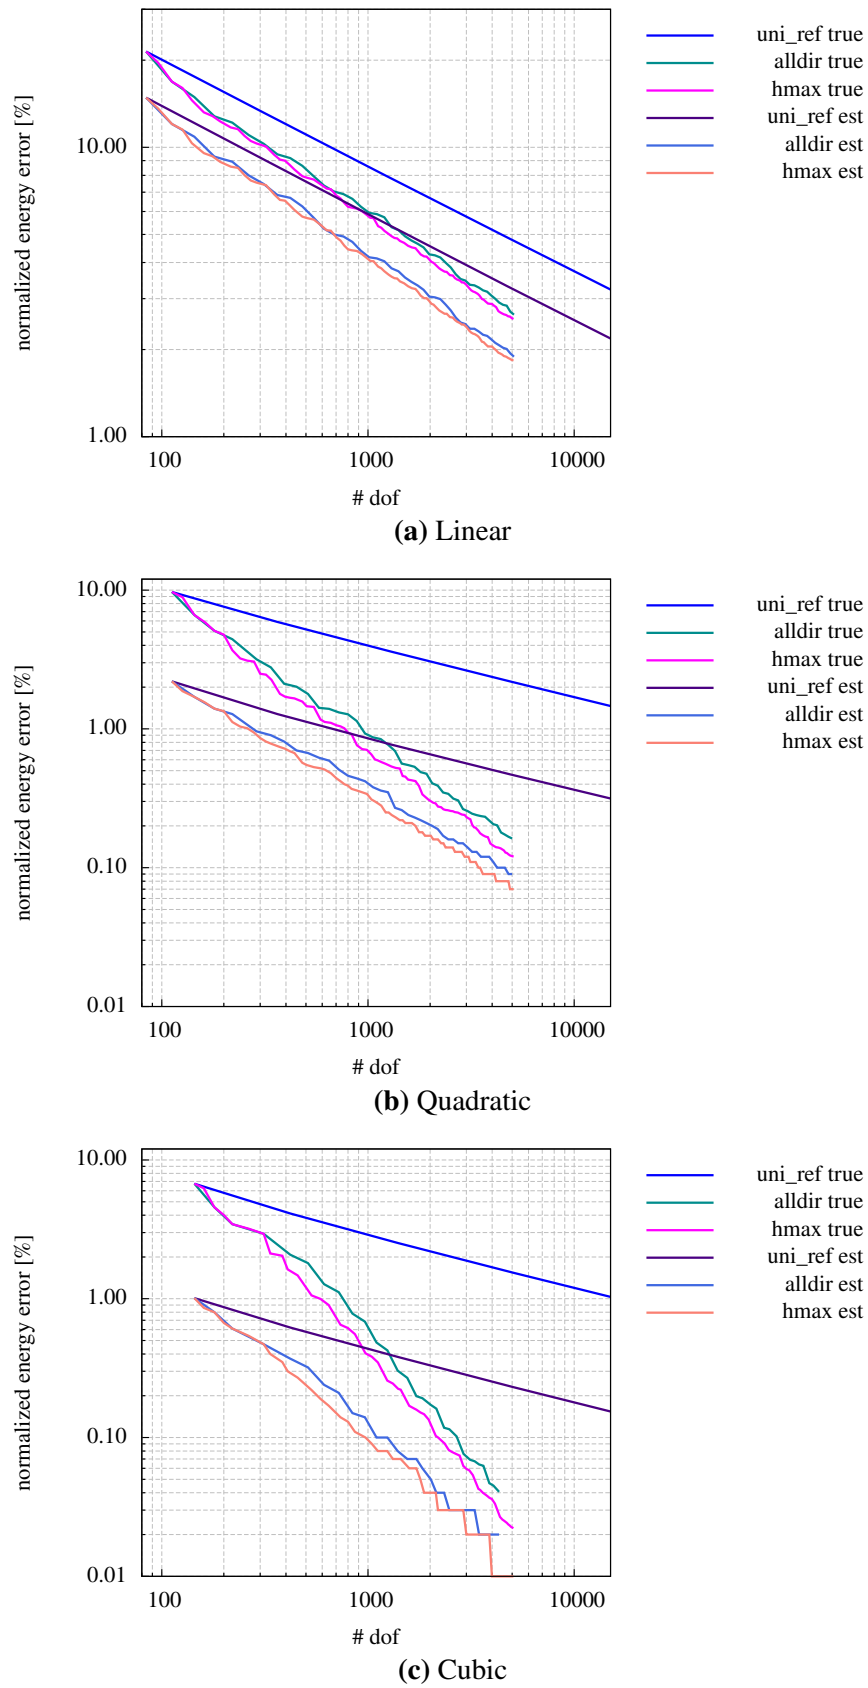 normalized energy error [%]
10.00
1.00
100
1000
10000
# dof
uni_ref true
alldir true
hmax true
uni_ref est
alldir est
hmax est
(a) Linear
normalized energy error [%]
10.00
1.00
0.10
0.01
100
1000
10000
# dof
uni_ref true
alldir true
hmax true
uni_ref est
alldir est
hmax est
(b) Quadratic
normalized energy error [%]
10.00
1.00
0.10
0.01
100
1000
10000
# dof
uni_ref true
alldir true
hmax true
uni_ref est
alldir est
hmax est
(c) Cubic